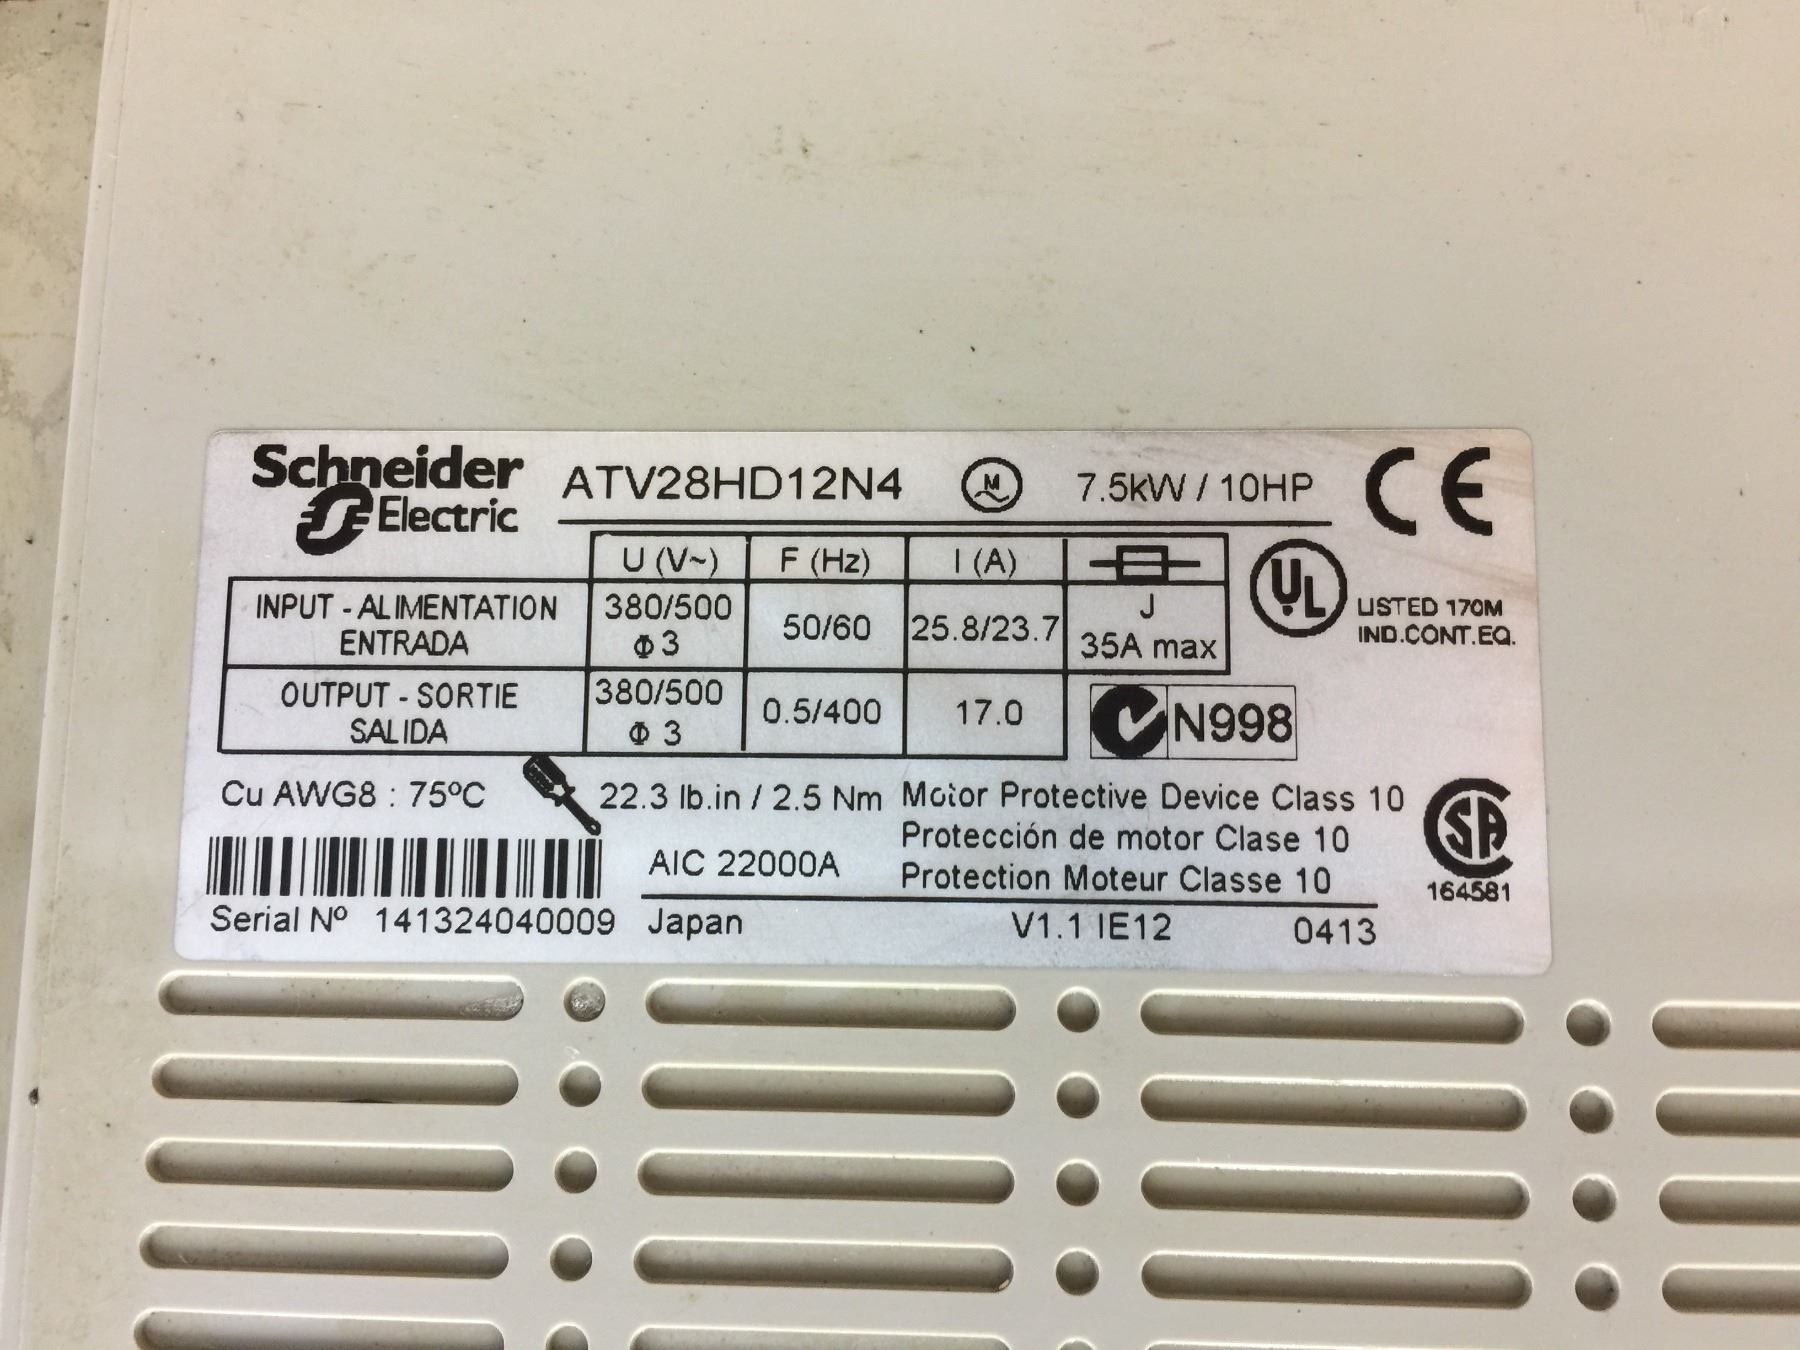 Schneider
Electric
ATV28HD12N4 M 7.5kW / 10HP CE
U (V~) F (Hz) I (A)
INPUT - ALIMENTATION
ENTRADA
380/500
Φ 3
50/60
25.8/23.7
J
35A max
UL
LISTED 170M
IND.CONT.EQ.
OUTPUT - SORTIE
SALIDA
380/500
Φ 3
0.5/400
17.0
N998
Cu AWG8 : 75ºC
22.3 lb.in / 2.5 Nm
Motor Protective Device Class 10
Protección de motor Clase 10
Protection Moteur Classe 10
AIC 22000A
SA
164581
Serial Nº 141324040009
Japan
V1.1 IE12
0413